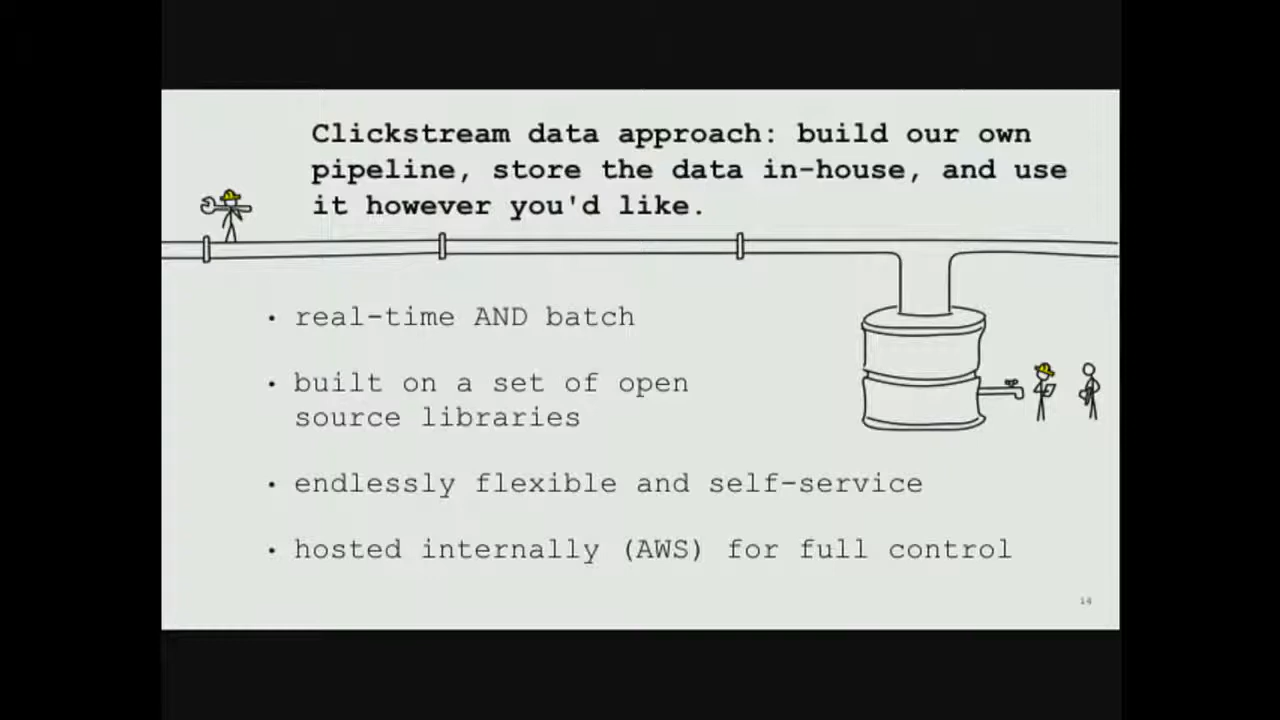 Clickstream data approach: build our own
pipeline, store the data in-house, and use
it however you'd like.
• real-time AND batch
• built on a set of open
source libraries
• endlessly flexible and self-service
• hosted internally (AWS) for full control
14